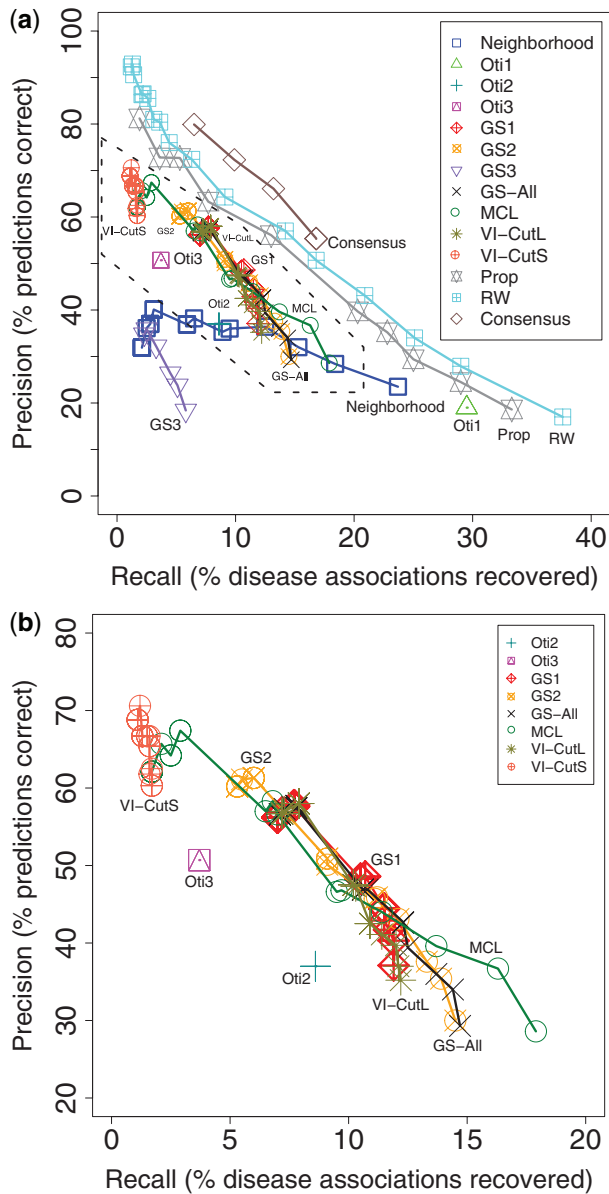 (a)
100
80
60
40
20
0
Precision (% predictions correct)
Neighborhood
Oti1
Oti2
Oti3
GS1
GS2
GS3
GS−All
MCL
VI−CutL
VI−CutS
Prop
RW
Consensus
VI−CutS
GS2
VI−CutL
Consensus
Oti3
GS1
Oti2
MCL
GS−All
GS3
Neighborhood
Oti1
Prop
RW
0 10 20 30 40
Recall (% disease associations recovered)
(b)
80
70
60
50
40
30
20
Precision (% predictions correct)
Oti2
Oti3
GS1
GS2
GS−All
MCL
VI−CutL
VI−CutS
VI−CutS
GS2
Oti3
GS1
Oti2
MCL
VI−CutL
GS−All
0 5 10 15 20
Recall (% disease associations recovered)